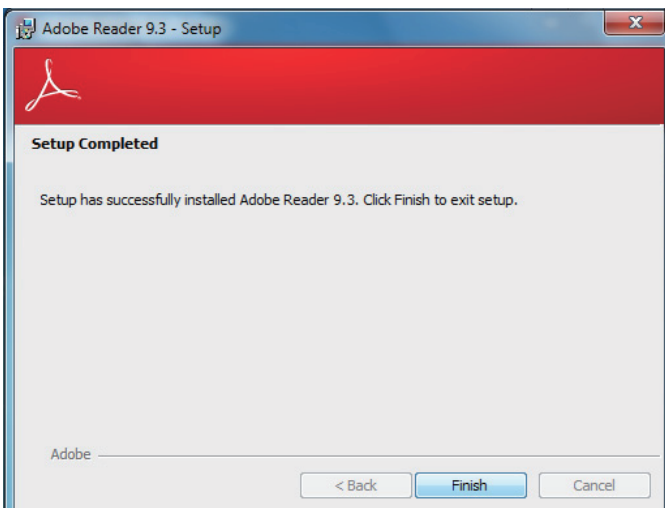 Adobe Reader 9.3 - Setup
Setup Completed
Setup has successfully installed Adobe Reader 9.3. Click Finish to exit setup.
Adobe
< Back Finish Cancel